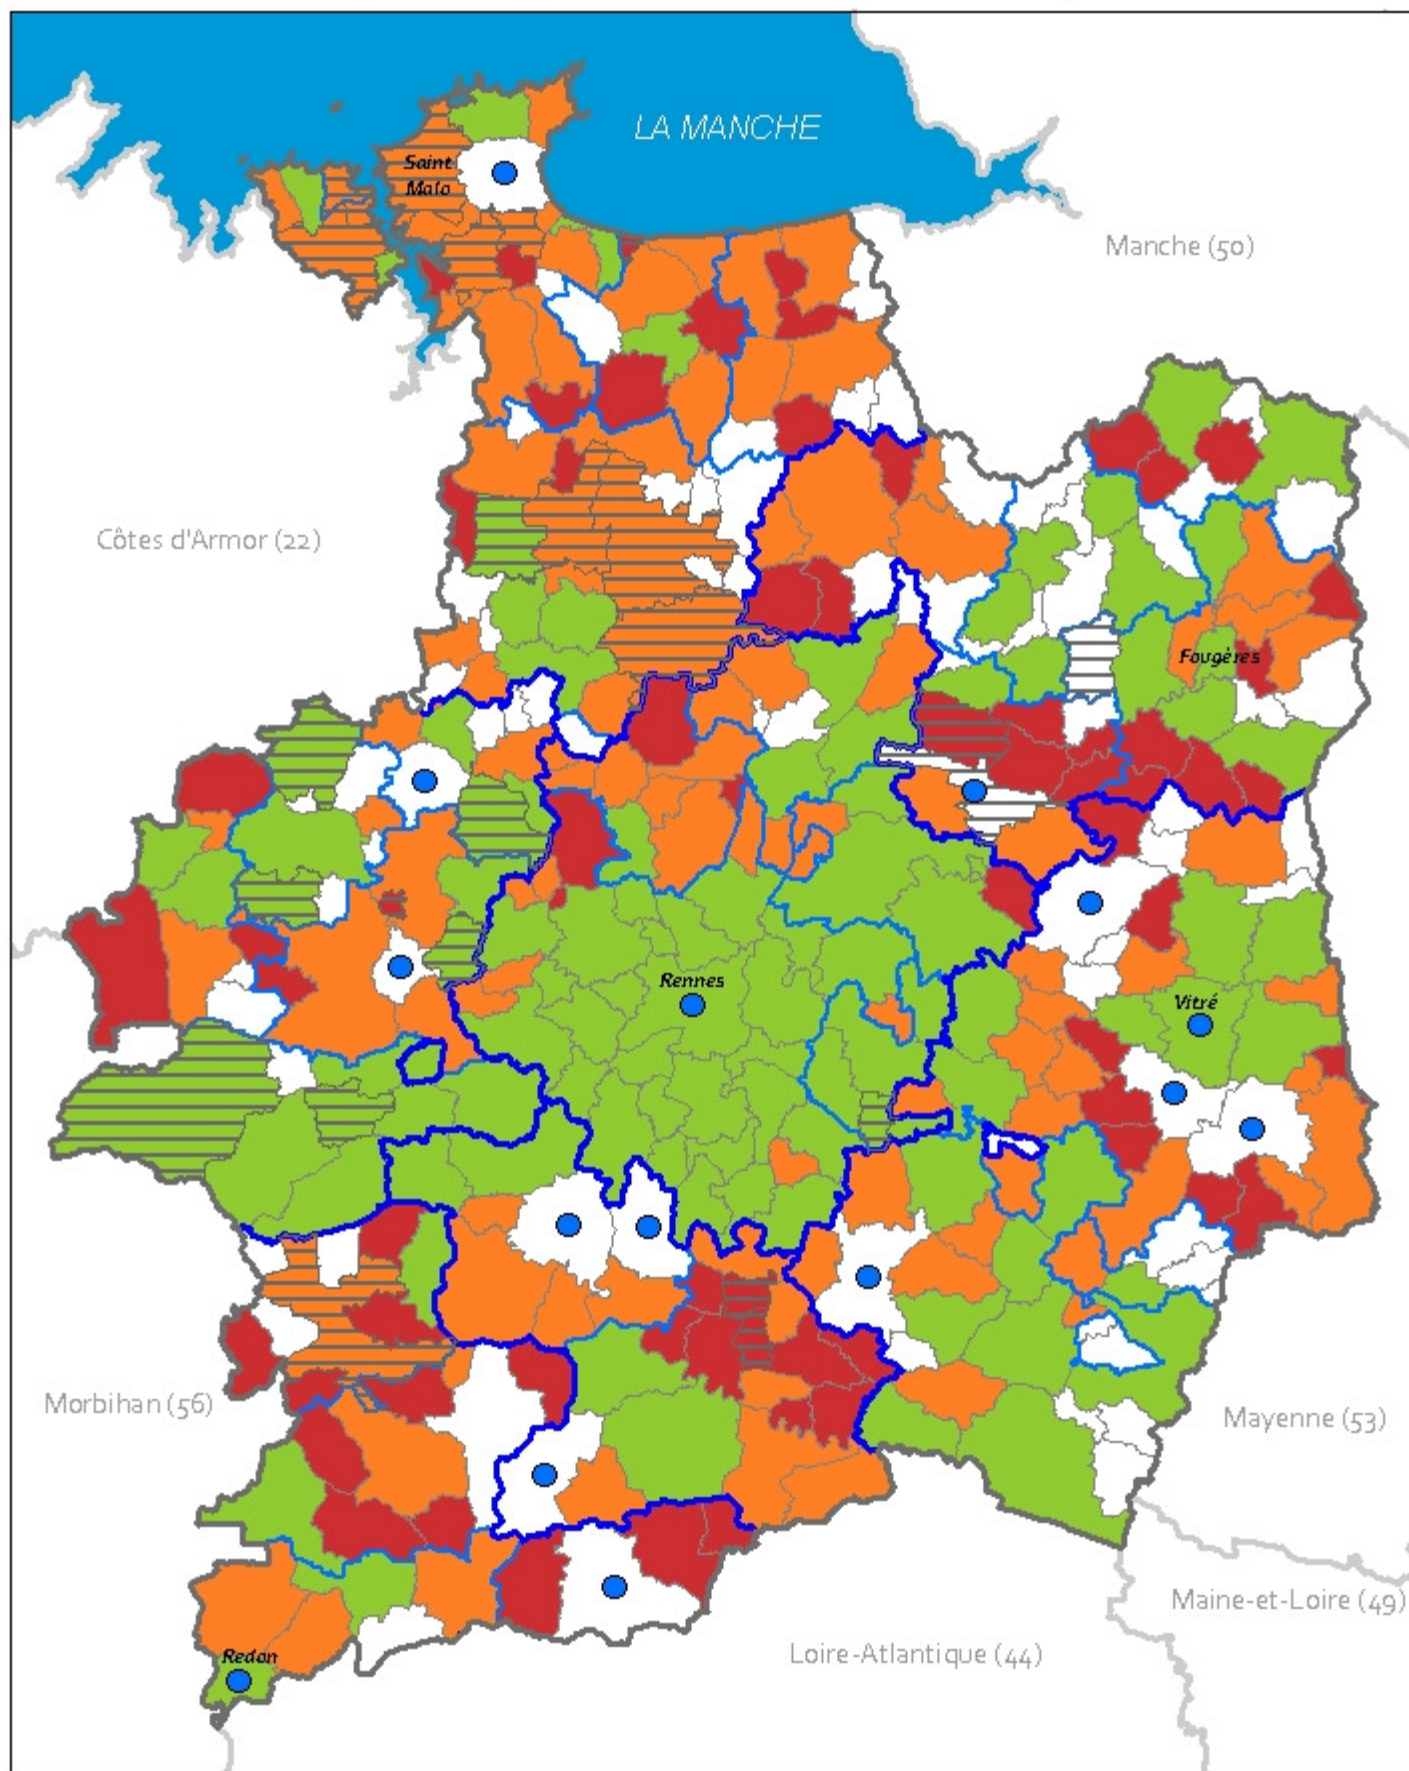 LA MANCHE
Saint
Malo
Manche (50)
Côtes d'Armor (22)
Fougères
Rennes
Vitré
Morbihan (56)
Mayenne (53)
Maine-et-Loire (49)
Loire-Atlantique (44)
Redon